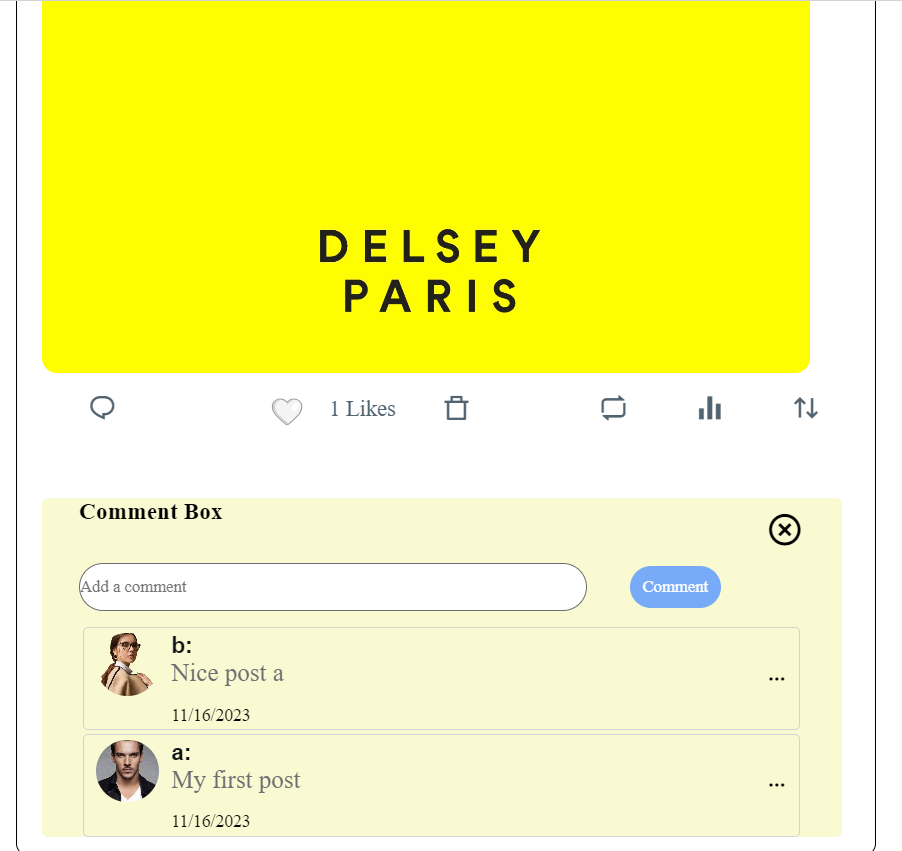 DELSEY
PARIS
1 Likes
Comment Box
Add a comment
Comment
b:
Nice post a
...
11/16/2023
a:
My first post
...
11/16/2023